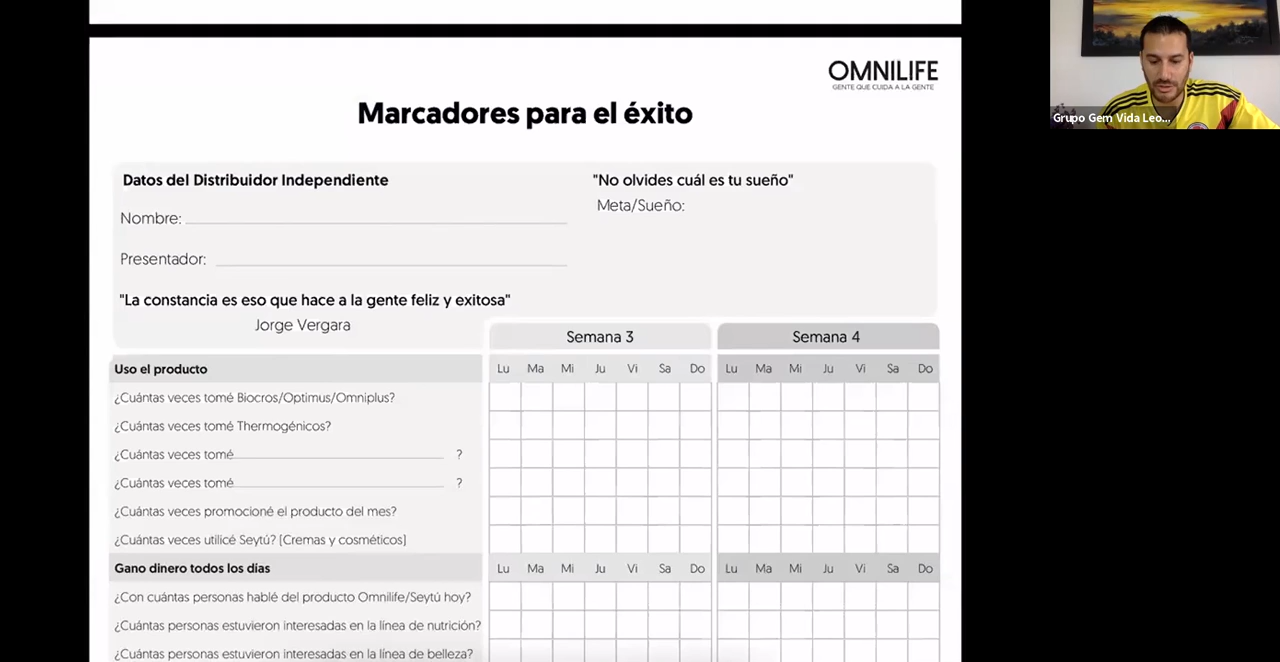 OMNILIFE
GENTE QUE CUIDA A LA GENTE
Marcadores para el éxito
Datos del Distribuidor Independiente
Nombre:
Presentador:
"No olvides cuál es tu sueño"
Meta/Sueño:
"La constancia es eso que hace a la gente feliz y exitosa"
Jorge Vergara
Semana 3 Semana 4
Uso el producto Lu Ma Mi Ju Vi Sa Do Lu Ma Mi Ju Vi Sa Do
¿Cuántas veces tomé Biocros/Optimus/Omniplus?
¿Cuántas veces tomé Thermogénicos?
¿Cuántas veces tomé ?
¿Cuántas veces tomé ?
¿Cuántas veces promocioné el producto del mes?
¿Cuántas veces utilicé Seytú? [Cremas y cosméticos]
Gano dinero todos los días Lu Ma Mi Ju Vi Sa Do Lu Ma Mi Ju Vi Sa Do
¿Con cuántas personas hablé del producto Omnilife/Seytú hoy?
¿Cuántas personas estuvieron interesadas en la línea de nutrición?
¿Cuántas personas estuvieron interesadas en la línea de belleza?
Grupo Gem Vida Leo...